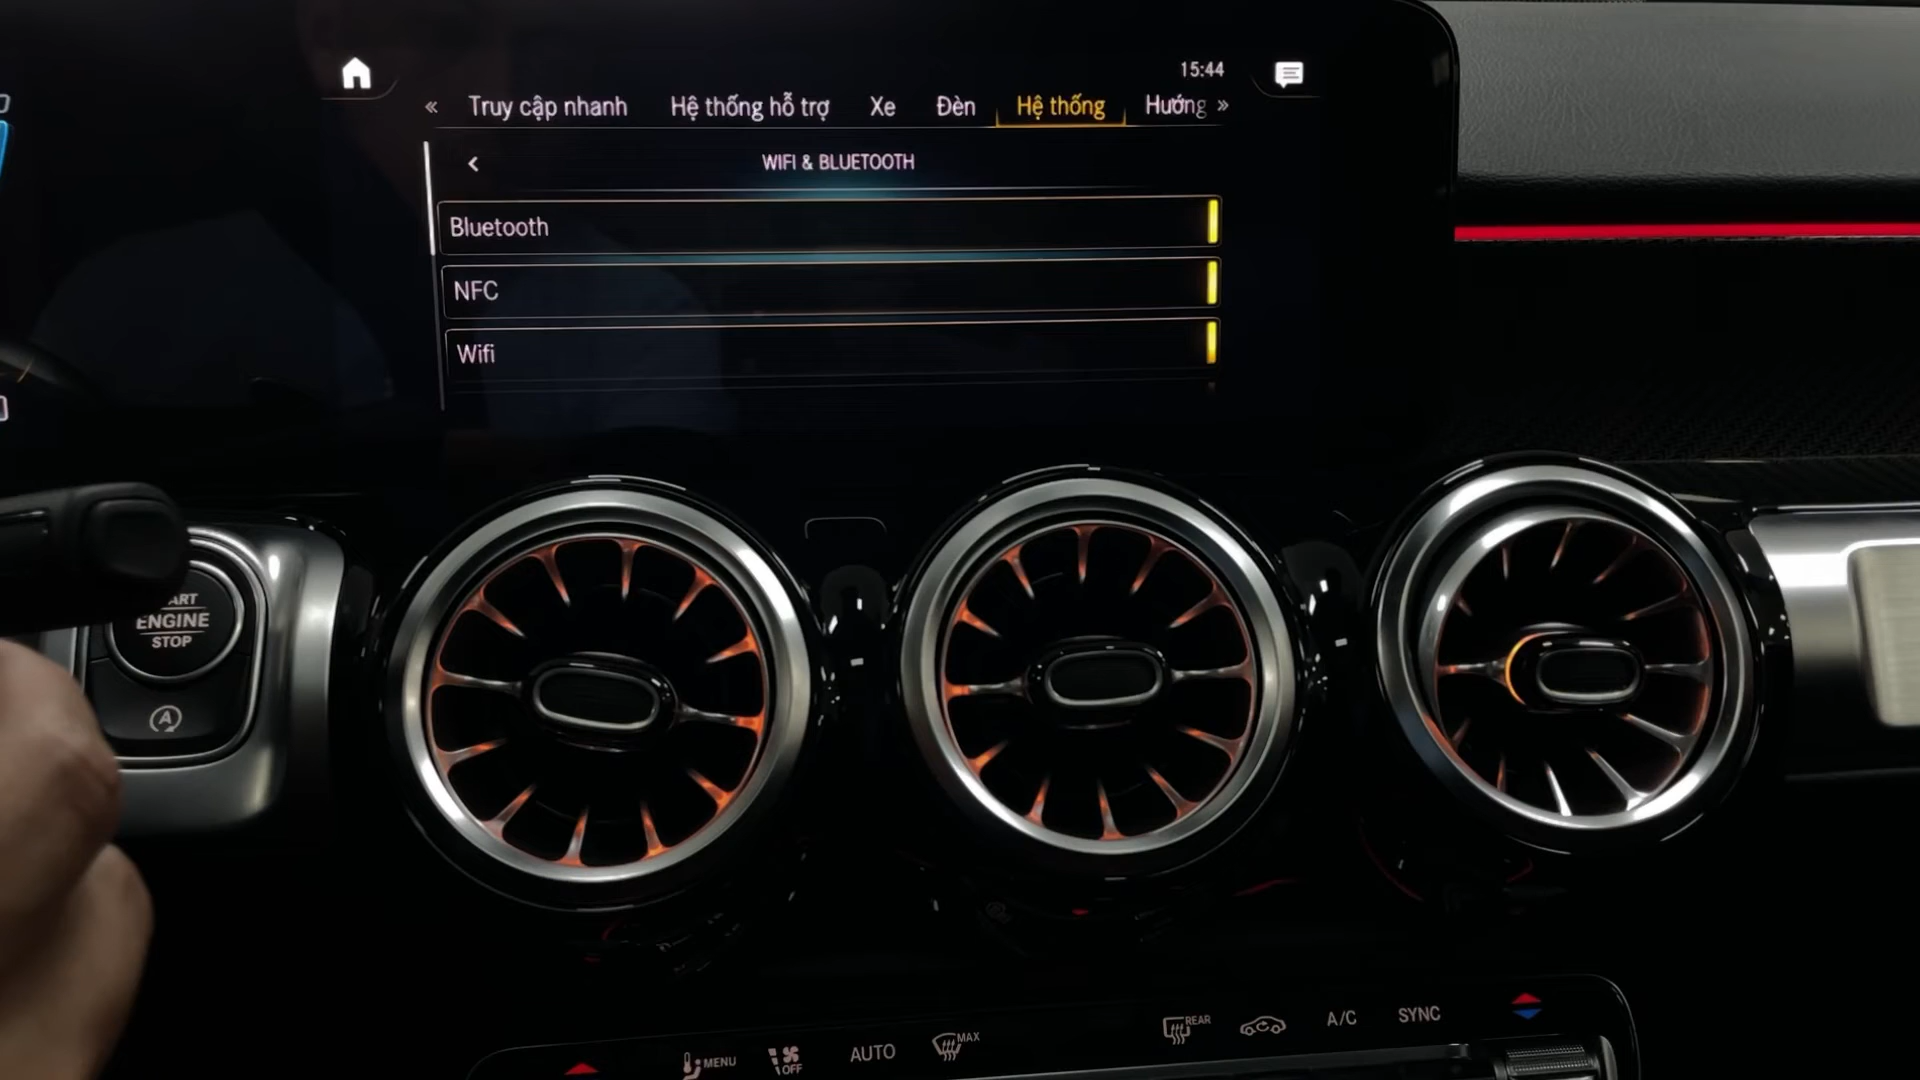 15:44
« Truy cập nhanh Hệ thống hỗ trợ Xe Đèn Hệ thống Hướng »
< WIFI & BLUETOOTH
Bluetooth
NFC
Wifi
ENGINE
STOP
A
MENU
OFF
AUTO
MAX
REAR
A/C
SYNC